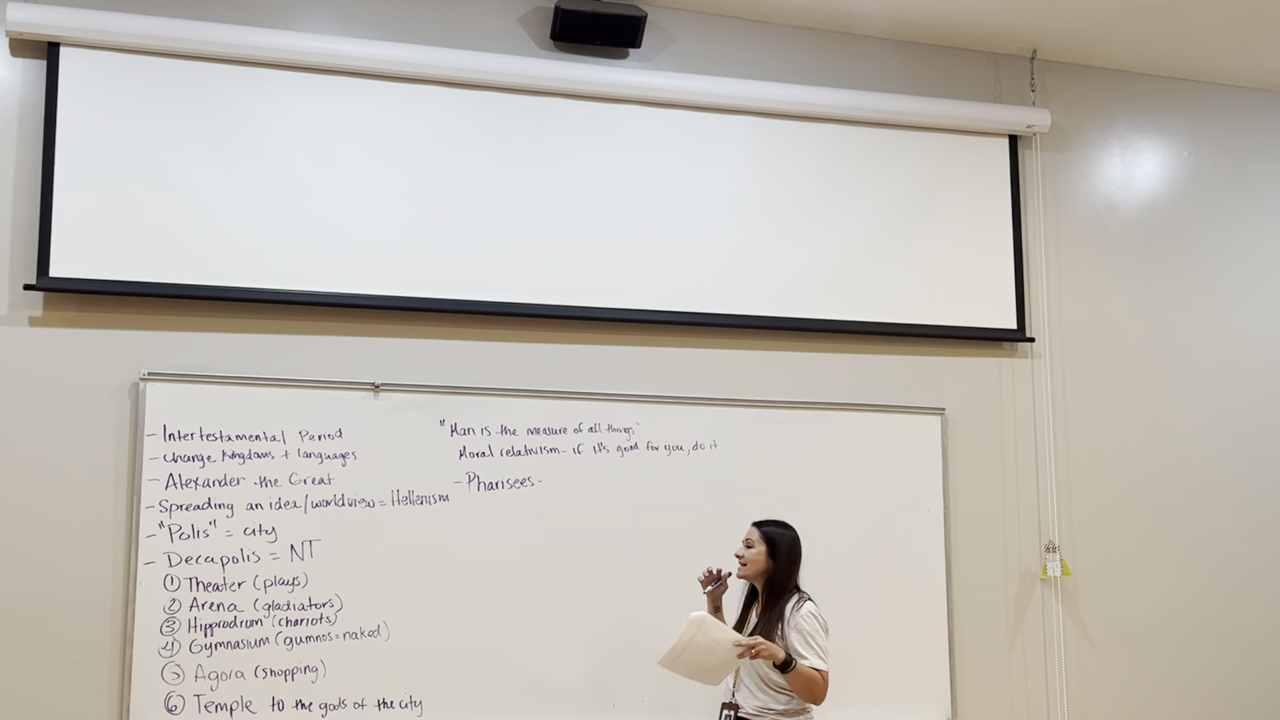 - Intertestamental Period
- change kingdoms + languages
- Alexander the Great
- Spreading an idea/worldview = Hellenism
- "Polis" = city
- Decapolis = NT
① Theater (plays)
② Arena (gladiators)
③ Hipprodrom (chariots)
④ Gymnasium (gumnos=naked)
⑤ Agora (shopping)
⑥ Temple to the gods of the city
"Man is the measure of all things"
Moral relativism - if it's good for you, do it
- Pharisees -